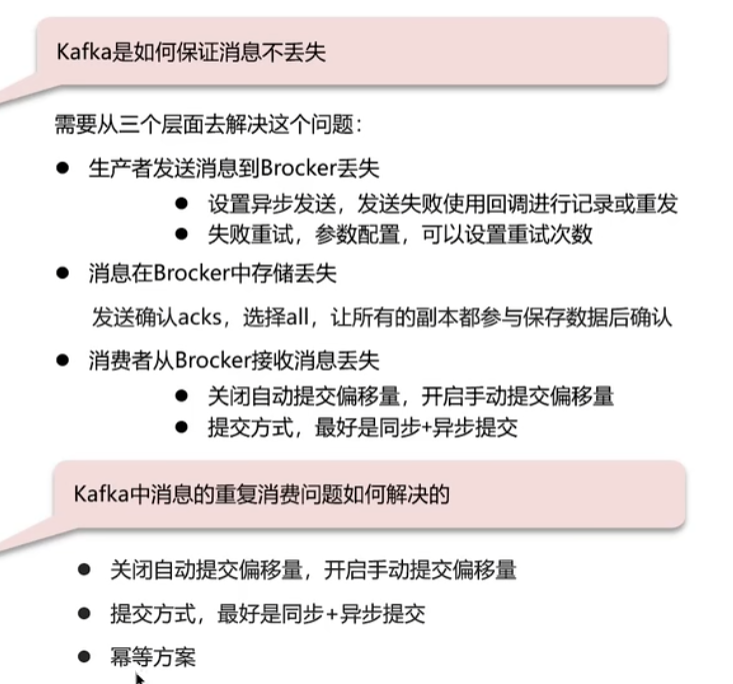 Kafka是如何保证消息不丢失
需要从三个层面去解决这个问题：
● 生产者发送消息到Brocker丢失
● 设置异步发送，发送失败使用回调进行记录或重发
● 失败重试，参数配置，可以设置重试次数
● 消息在Brocker中存储丢失
发送确认acks，选择all，让所有的副本都参与保存数据后确认
● 消费者从Brocker接收消息丢失
● 关闭自动提交偏移量，开启手动提交偏移量
● 提交方式，最好是同步+异步提交
Kafka中消息的重复消费问题如何解决的
● 关闭自动提交偏移量，开启手动提交偏移量
● 提交方式，最好是同步+异步提交
● 幂等方案